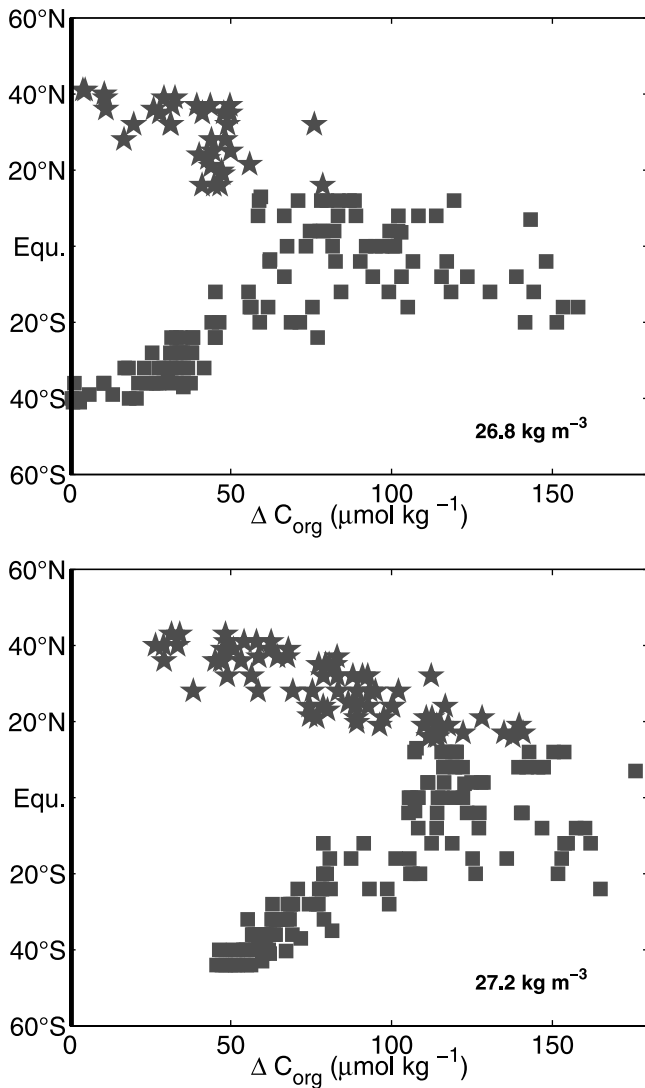 60°N
40°N
20°N
Equ.
20°S
40°S
60°S
0 50 100 150
26.8 kg m⁻³
Δ C_org (μmol kg ⁻¹)
60°N
40°N
20°N
Equ.
20°S
40°S
60°S
0 50 100 150
27.2 kg m⁻³
Δ C_org (μmol kg ⁻¹)